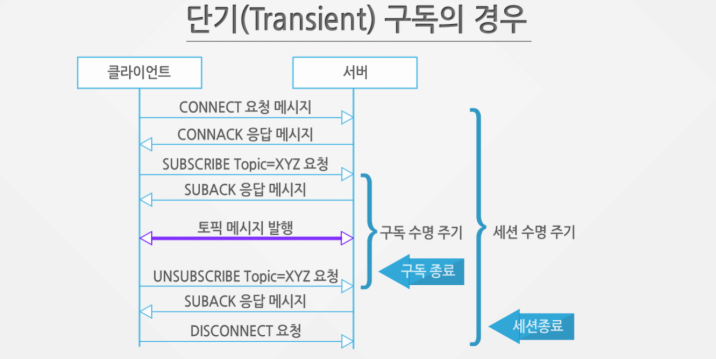 단기(Transient) 구독의 경우
클라이언트
서버
CONNECT 요청 메시지
CONNACK 응답 메시지
SUBSCRIBE Topic=XYZ 요청
SUBACK 응답 메시지
토픽 메시지 발행
구독 수명 주기
세션 수명 주기
구독 종료
UNSUBSCRIBE Topic=XYZ 요청
SUBACK 응답 메시지
DISCONNECT 요청
세션종료